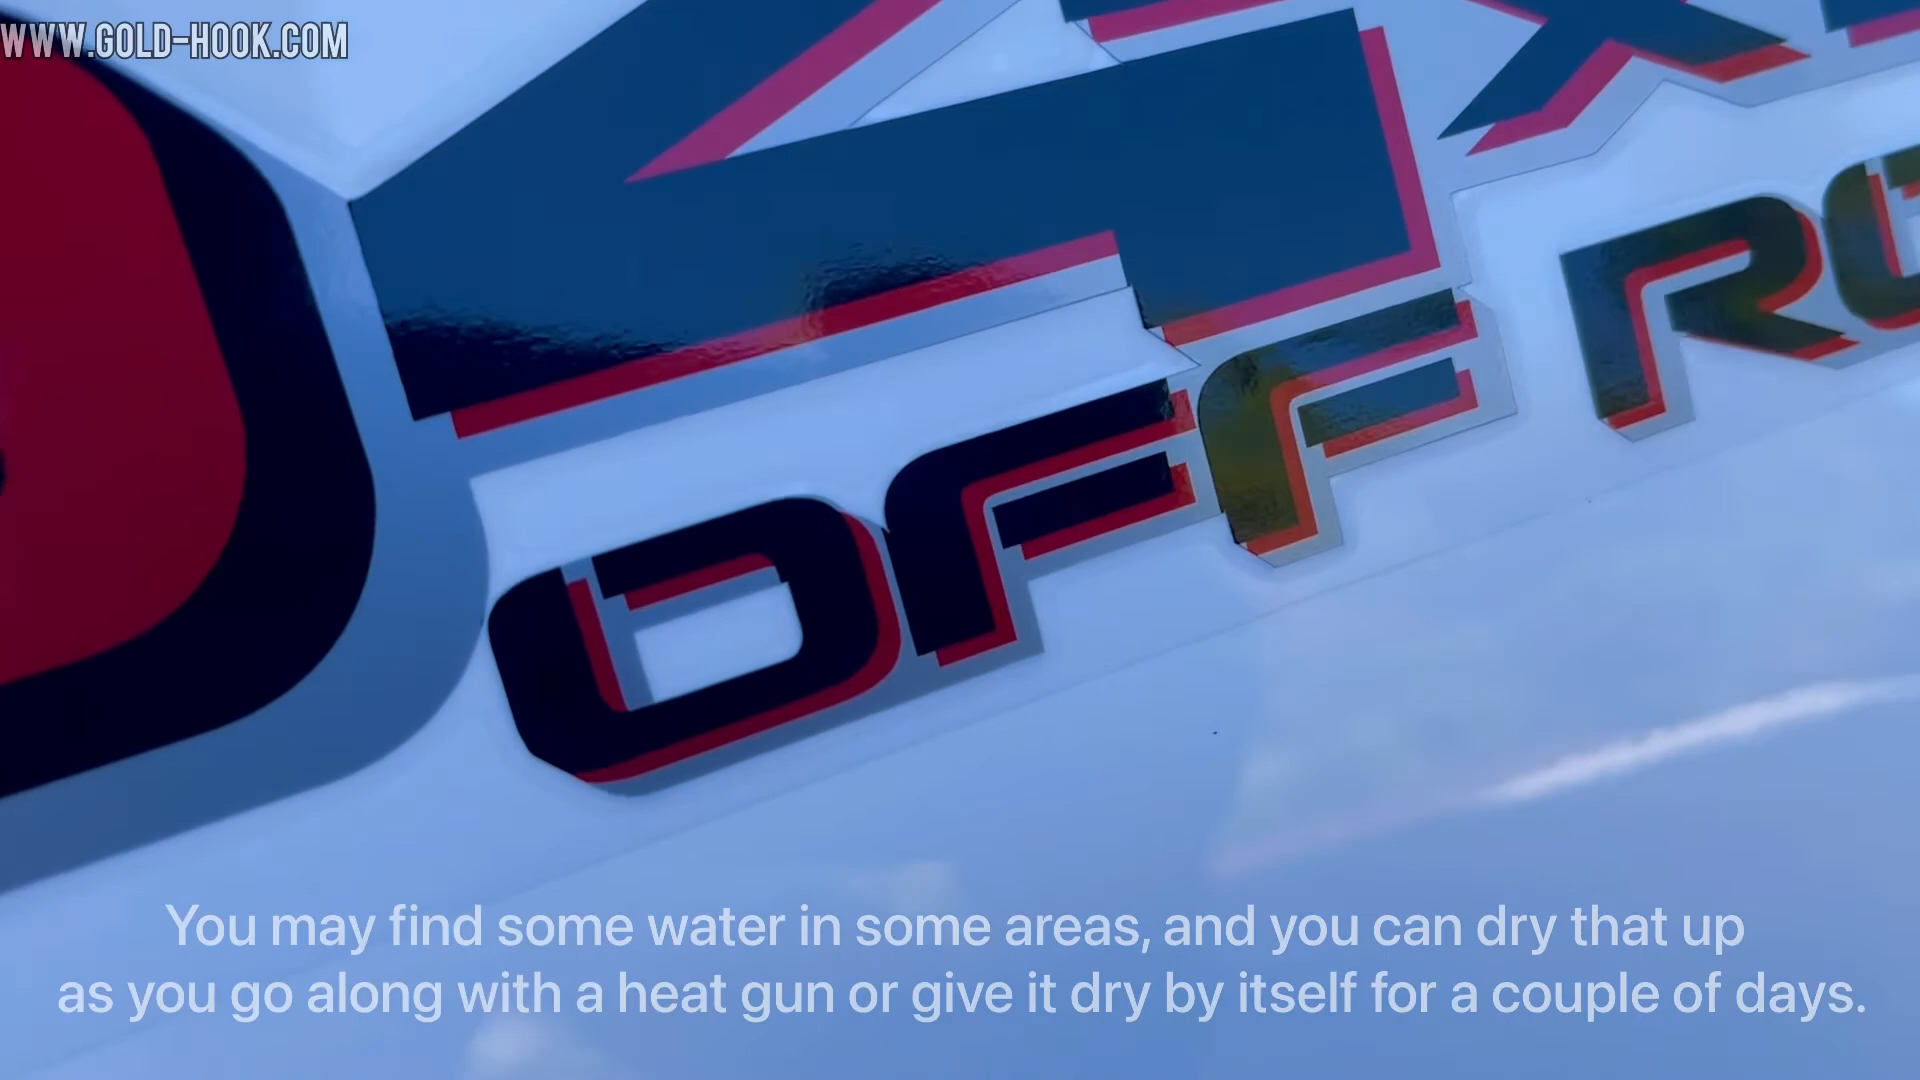 WWW.GOLD-HOOK.COM
OFF
You may find some water in some areas, and you can dry that up
as you go along with a heat gun or give it dry by itself for a couple of days.